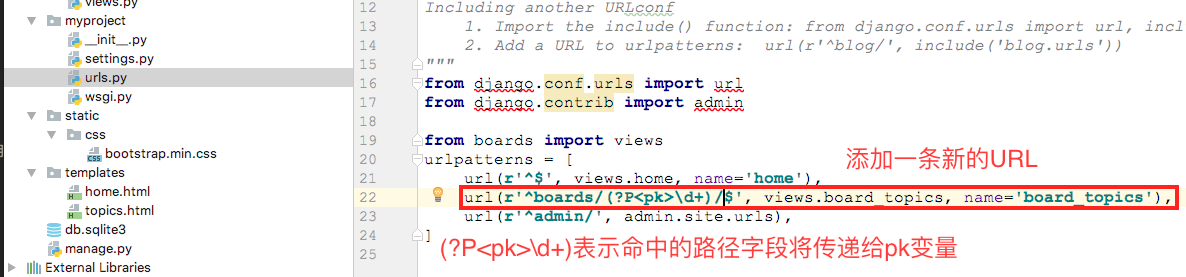 views.py
myproject
__init__.py
settings.py
urls.py
wsgi.py
static
css
bootstrap.min.css
templates
home.html
topics.html
db.sqlite3
manage.py
External Libraries
12 Including another URLconf
13     1. Import the include() function: from django.conf.urls import url, incl
14     2. Add a URL to urlpatterns:  url(r'^blog/', include('blog.urls'))
15 """
16 from django.conf.urls import url
17 from django.contrib import admin
18
19 from boards import views
20 urlpatterns = [
添加一条新的URL
21     url(r'^$', views.home, name='home'),
22     url(r'^boards/(?P<pk>\d+)/$', views.board_topics, name='board_topics'),
23     url(r'^admin/', admin.site.urls),
24 ]
(?P<pk>\d+)表示命中的路径字段将传递给pk变量
25